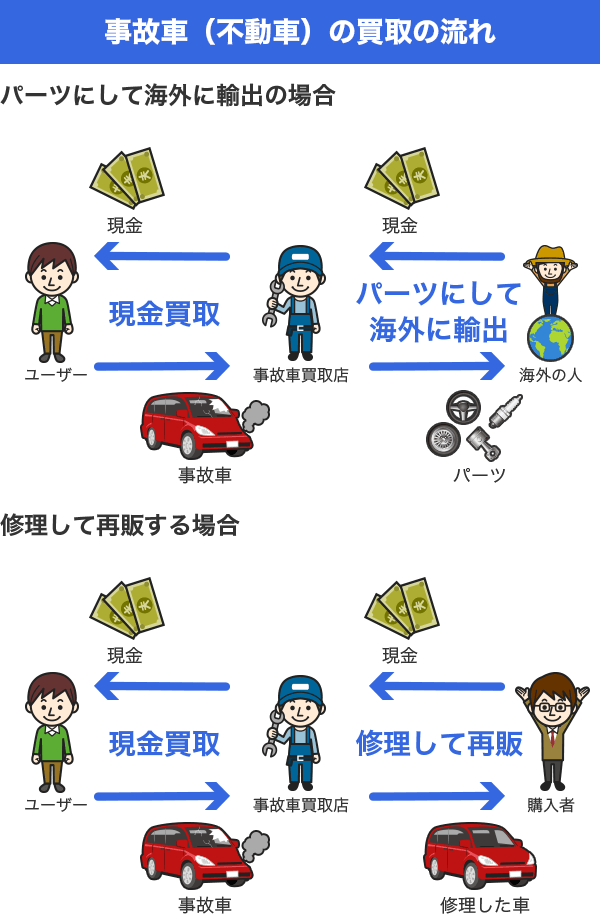 事故車（不動車）の買取の流れ
パーツにして海外に輸出の場合
現金
現金
現金買取
パーツにして
海外に輸出
ユーザー
事故車買取店
海外の人
事故車
パーツ
修理して再販する場合
現金
現金
現金買取
修理して再販
ユーザー
事故車買取店
購入者
事故車
修理した車